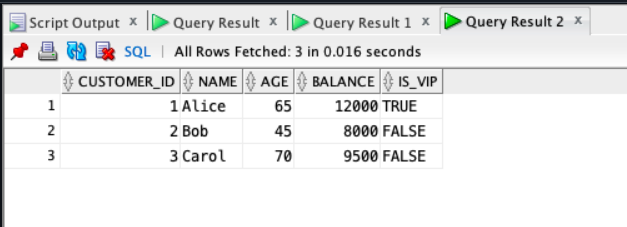 Script Output x Query Result x Query Result 1 x Query Result 2 x
SQL | All Rows Fetched: 3 in 0.016 seconds
CUSTOMER_ID NAME AGE BALANCE IS_VIP
1 1 Alice 65 12000 TRUE
2 2 Bob 45 8000 FALSE
3 3 Carol 70 9500 FALSE